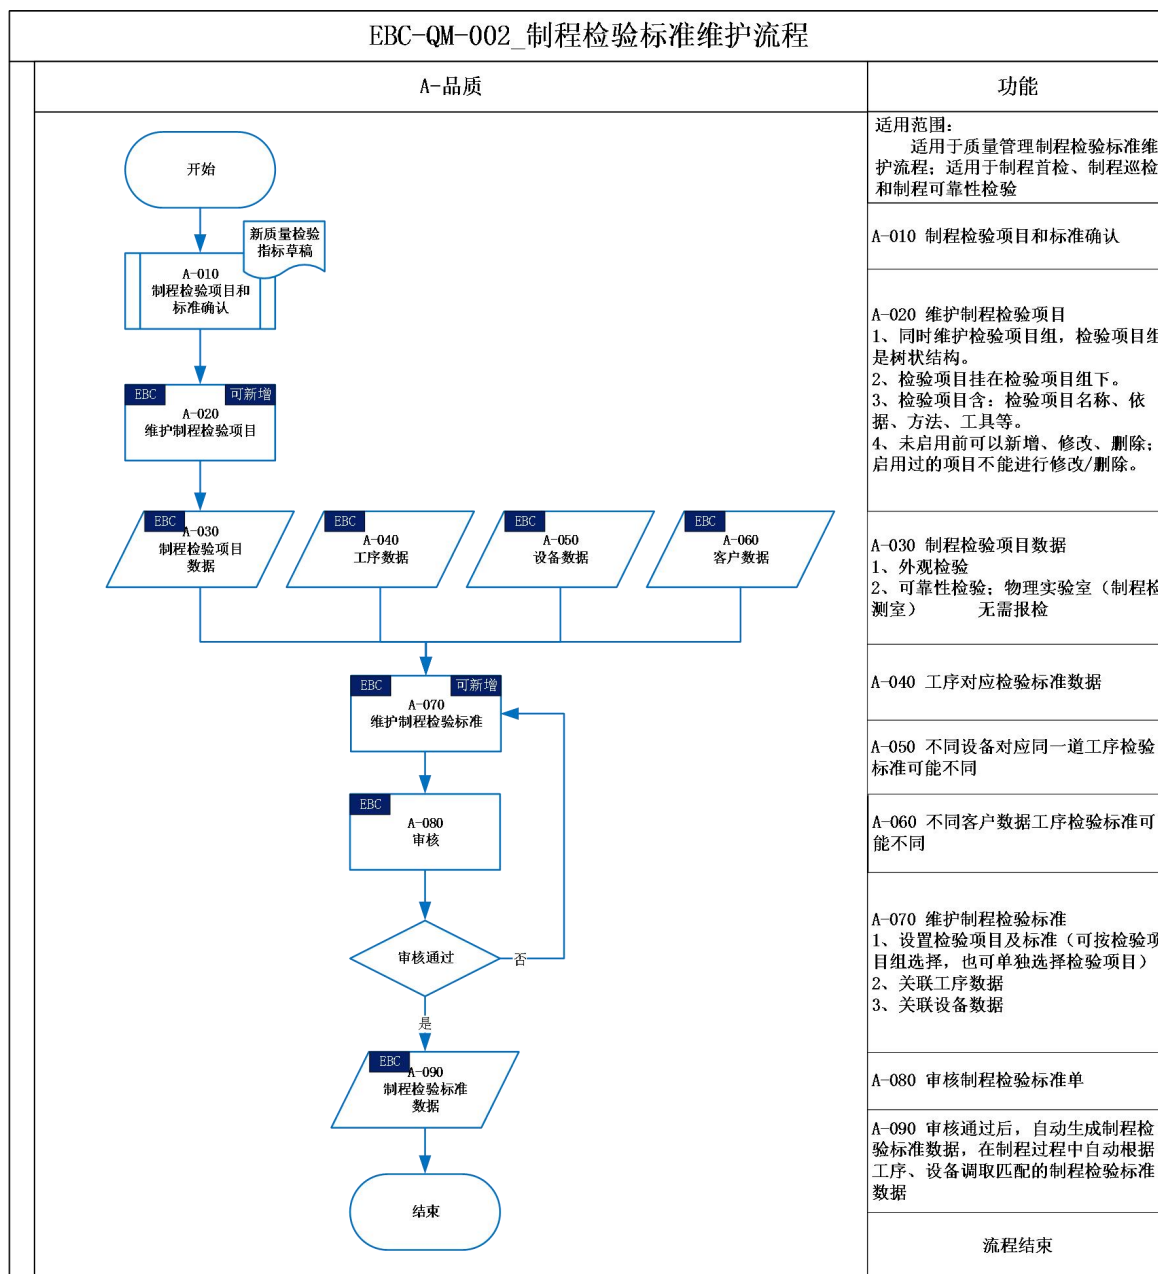 EBC-QM-002_制程检验标准维护流程
A-品质
功能
开始
新质量检验
指标草稿
A-010
制程检验项目和
标准确认
EBC
可新增
A-020
维护制程检验项目
EBC
A-030
制程检验项目
数据
EBC
A-040
工序数据
EBC
A-050
设备数据
EBC
A-060
客户数据
EBC
可新增
A-070
维护制程检验标准
EBC
A-080
审核
审核通过
否
是
EBC
A-090
制程检验标准
数据
结束
适用范围：
适用于质量管理制程检验标准维
护流程；适用于制程首检、制程巡检
和制程可靠性检验
A-010 制程检验项目和标准确认
A-020 维护制程检验项目
1、同时维护检验项目组，检验项目组
是树状结构。
2、检验项目挂在检验项目组下。
3、检验项目含：检验项目名称、依
据、方法、工具等。
4、未启用前可以新增、修改、删除；
启用过的项目不能进行修改/删除。
A-030 制程检验项目数据
1、外观检验
2、可靠性检验；物理实验室（制程检
测室） 无需报检
A-040 工序对应检验标准数据
A-050 不同设备对应同一道工序检验
标准可能不同
A-060 不同客户数据工序检验标准可
能不同
A-070 维护制程检验标准
1、设置检验项目及标准（可按检验项
目组选择，也可单独选择检验项目）
2、关联工序数据
3、关联设备数据
A-080 审核制程检验标准单
A-090 审核通过后，自动生成制程检
验标准数据，在制程过程中自动根据
工序、设备调取匹配的制程检验标准
数据
流程结束